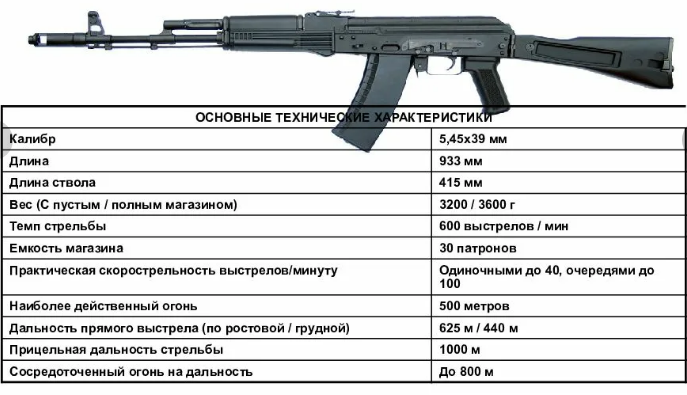 ОСНОВНЫЕ ТЕХНИЧЕСКИЕ ХАРАКТЕРИСТИКИ
Калибр 5,45х39 мм
Длина 933 мм
Длина ствола 415 мм
Вес (С пустым / полным магазином) 3200 / 3600 г
Темп стрельбы 600 выстрелов / мин
Емкость магазина 30 патронов
Практическая скорострельность выстрелов/минуту Одиночными до 40, очередями до
100
Наиболее действенный огонь 500 метров
Дальность прямого выстрела (по ростовой / грудной) 625 м / 440 м
Прицельная дальность стрельбы 1000 м
Сосредоточенный огонь на дальность До 800 м